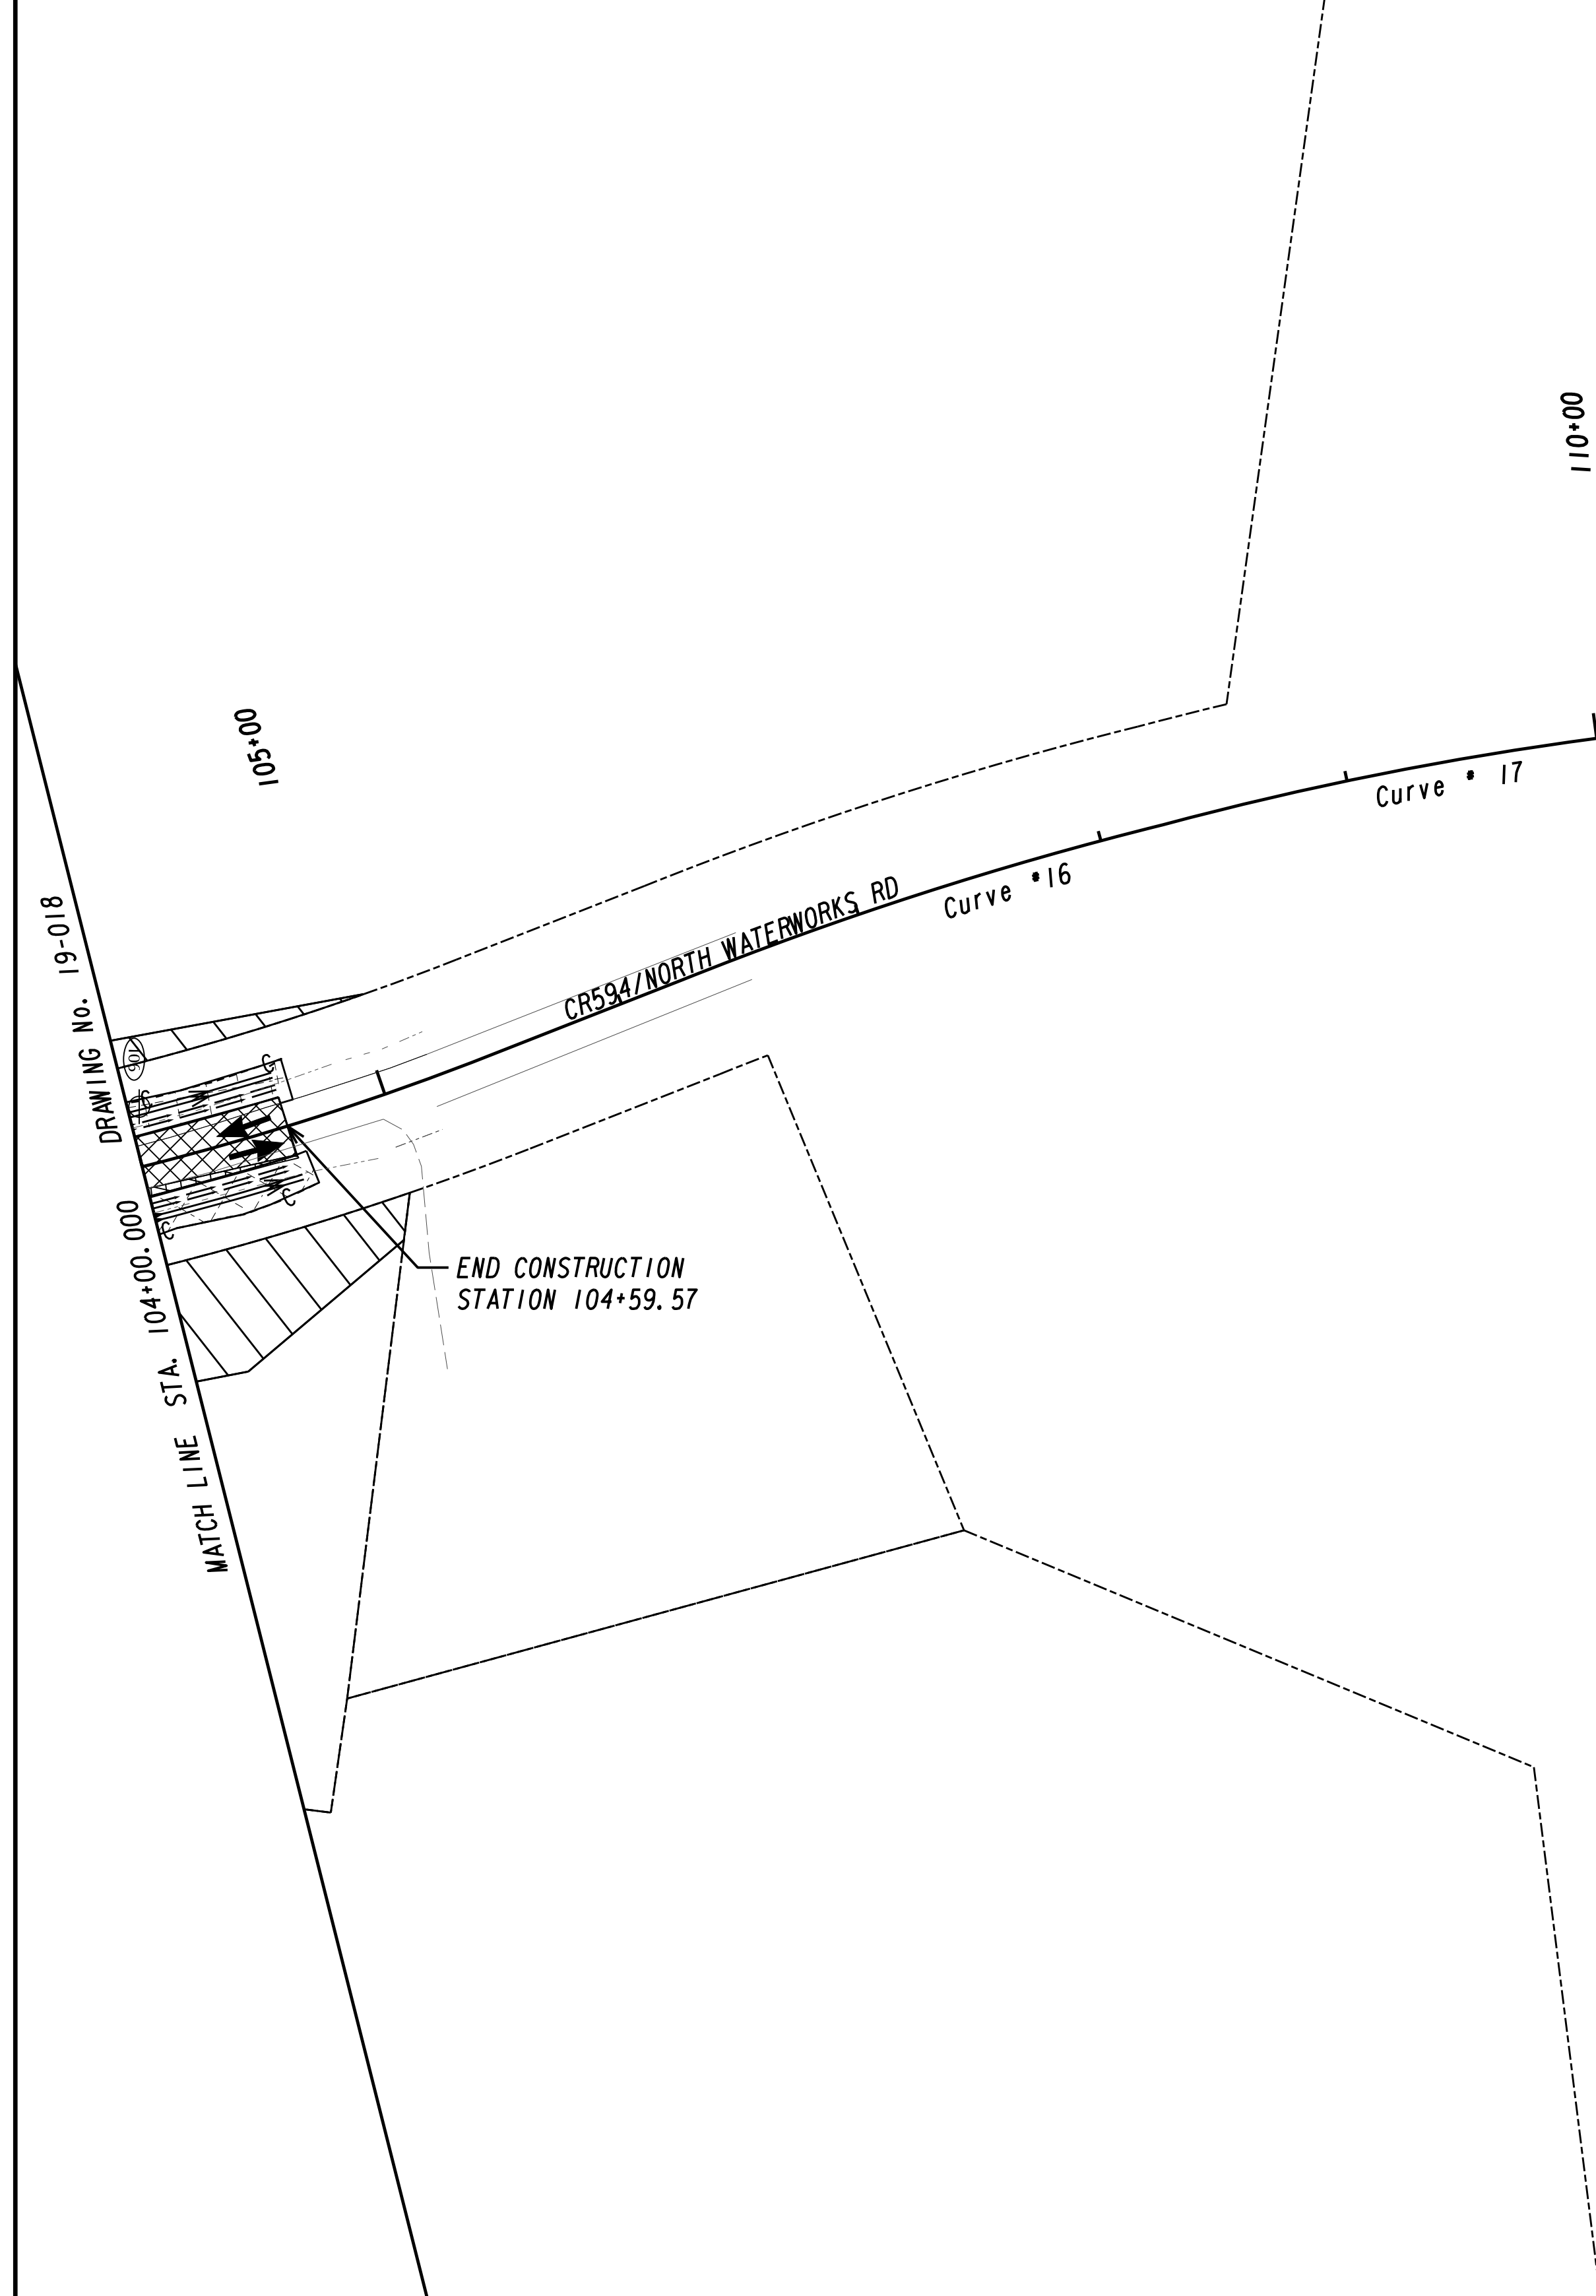 110+00
105+00
Curve # 17
Curve #16
CR594/NORTH WATERWORKS RD
MATCH LINE STA. 104+00.000 DRAWING No. 19-018
106
C
C
C
C
END CONSTRUCTION
STATION 104+59.57